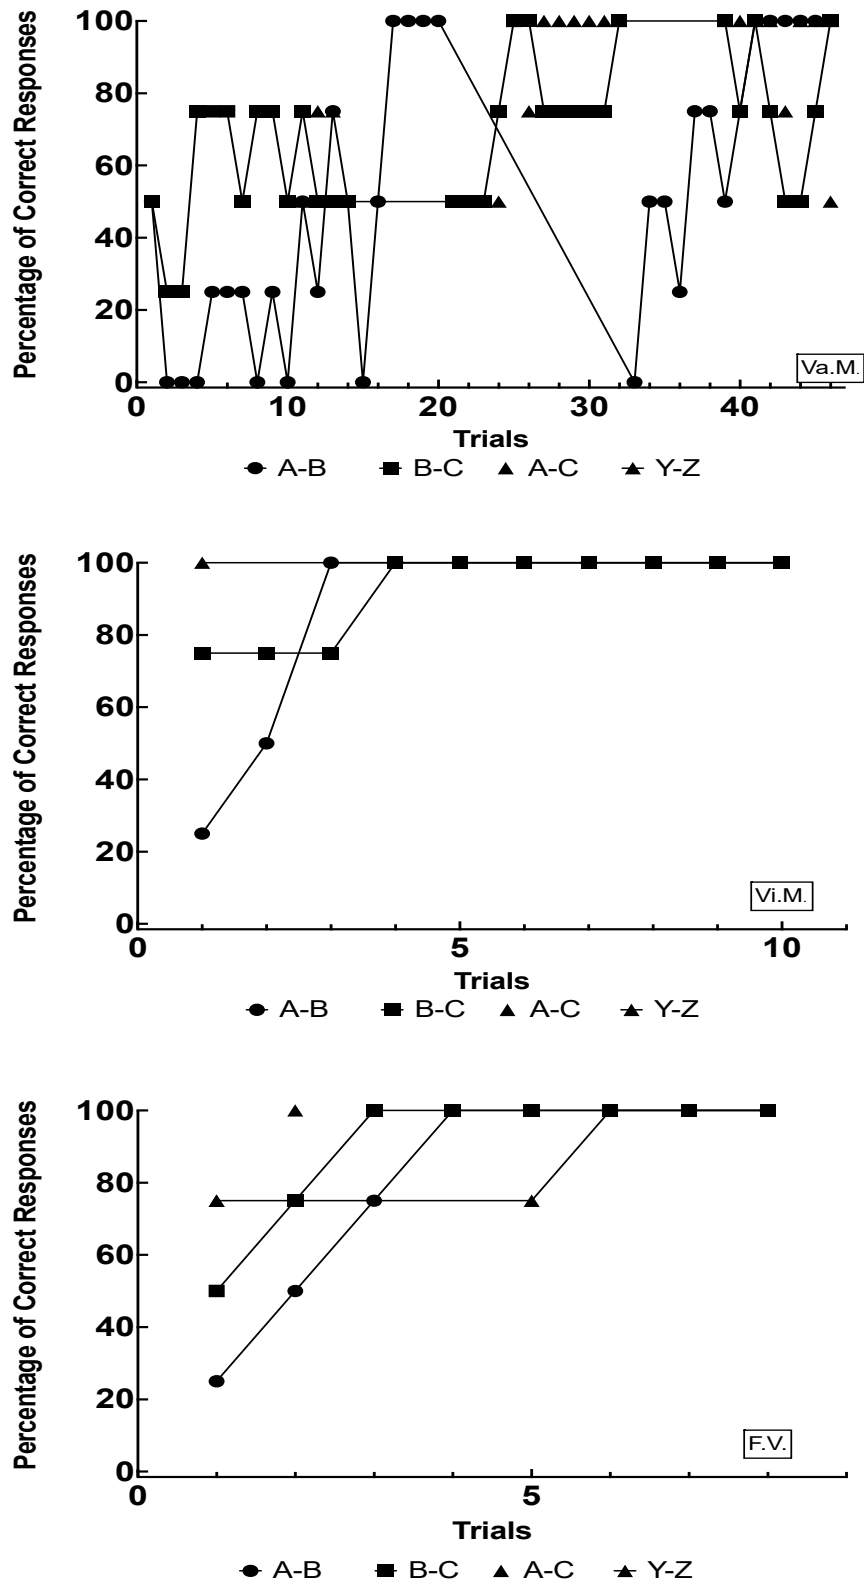 Percentage of Correct Responses
100
80
60
40
20
0
0 10 20 30 40
Va.M.
Trials
A-B B-C A-C Y-Z
Percentage of Correct Responses
100
80
60
40
20
0
0 5 10
Vi.M.
Trials
A-B B-C A-C Y-Z
Percentage of Correct Responses
100
80
60
40
20
0
0 5
F.V.
Trials
A-B B-C A-C Y-Z